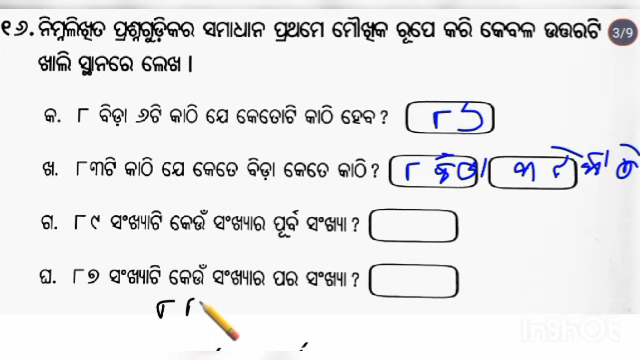 ୧୬. ନିମ୍ନଲିଖିତ ପ୍ରଶ୍ନଗୁଡ଼ିକର ସମାଧାନ ପ୍ରଥମେ ମୌଖିକ ରୂପେ କରି କେବଳ ଉତ୍ତରଟି 3/9
ଖାଲି ସ୍ଥାନରେ ଲେଖ ।
କ. ୮ ବିଡ଼ା ୬ଟି କାଠି ଯେ କେତୋଟି କାଠି ହେବ ? ୮୬
ଖ. ୮୩ଟି କାଠି ଯେ କେତେ ବିଡ଼ା କେତେ କାଠି ? ୮ ବିଡା ୩ ଟି କାଠି
ଗ. ୮୯ ସଂଖ୍ୟାଟି କେଉଁ ସଂଖ୍ୟାର ପୂର୍ବ ସଂଖ୍ୟା ?
ଘ. ୮୭ ସଂଖ୍ୟାଟି କେଉଁ ସଂଖ୍ୟାର ପର ସଂଖ୍ୟା ?
InShOt